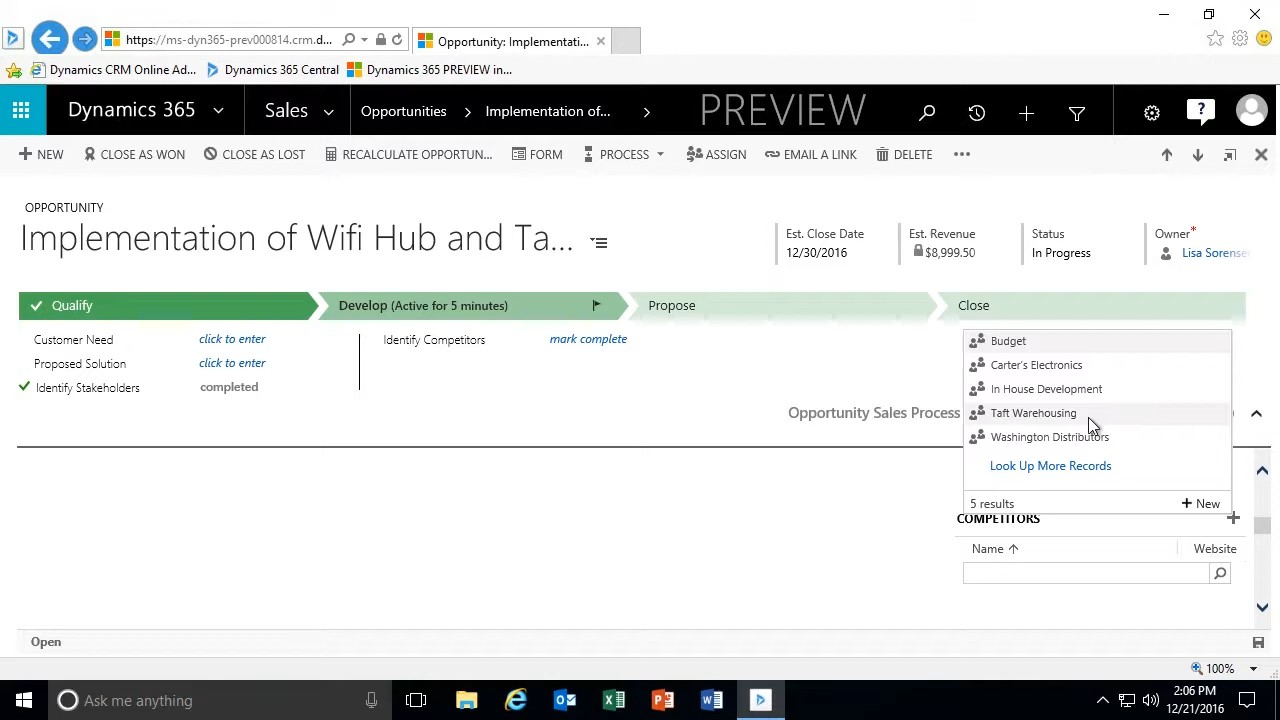 https://ms-dyn365-prev000814.crm.d...
Opportunity: Implementati...
Dynamics CRM Online Ad...
Dynamics 365 Central
Dynamics 365 PREVIEW in...
Dynamics 365
Sales
Opportunities
Implementation of...
PREVIEW
NEW
CLOSE AS WON
CLOSE AS LOST
RECALCULATE OPPORTUN...
FORM
PROCESS
ASSIGN
EMAIL A LINK
DELETE
OPPORTUNITY
Implementation of Wifi Hub and Ta...
Est. Close Date
12/30/2016
Est. Revenue
$8,999.50
Status
In Progress
Owner*
Lisa Sorensen
Qualify
Develop (Active for 5 minutes)
Propose
Close
Customer Need
click to enter
Proposed Solution
click to enter
Identify Stakeholders
completed
Identify Competitors
mark complete
Opportunity Sales Process
Budget
Carter's Electronics
In House Development
Taft Warehousing
Washington Distributors
Look Up More Records
5 results
New
COMPETITORS
Name
Website
Open
100%
Ask me anything
2:06 PM
12/21/2016